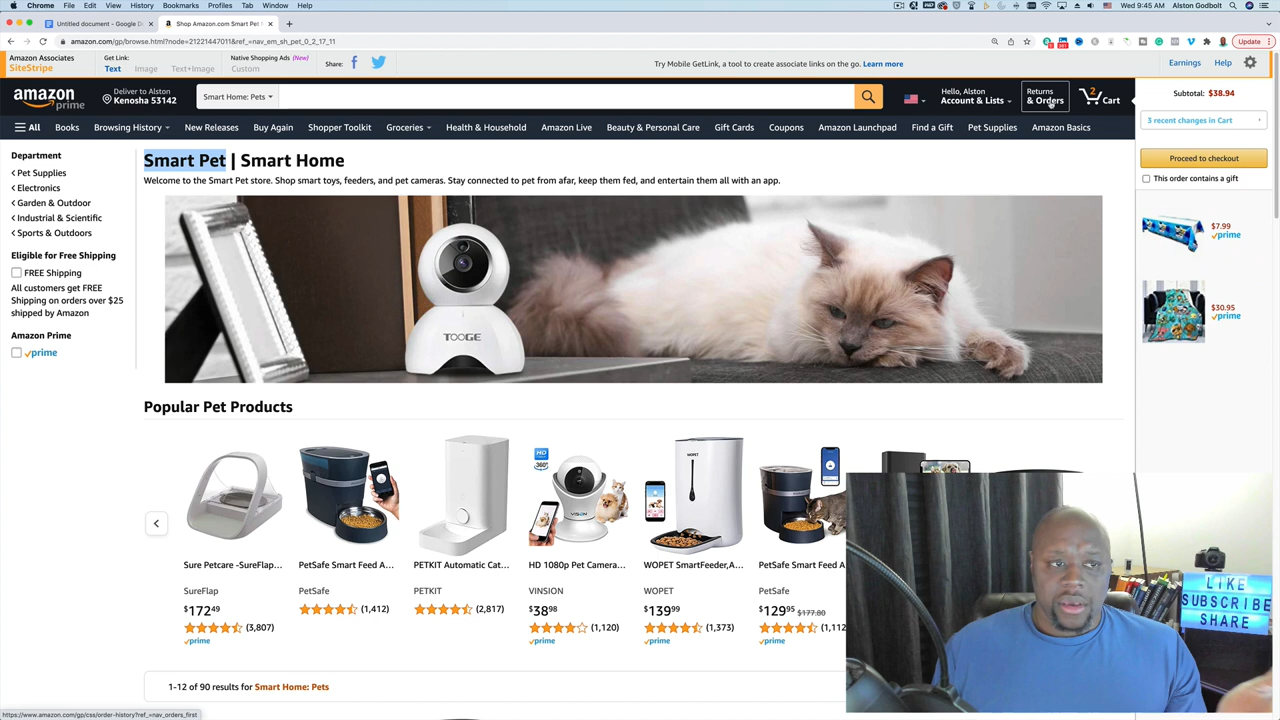 Chrome File Edit View History Bookmarks Profiles Tab Window Help
Wed 9:45 AM Alston Godbolt
Untitled document - Google D
Shop Amazon.com Smart Pet
amazon.com/gp/browse.html?node=21221447011&ref_=nav_em_sh_pet_0_2_17_11
Update
Amazon Associates
SiteStripe
Get Link:
Text Image Text+Image
Native Shopping Ads (New)
Custom
Share:
Try Mobile GetLink, a tool to create associate links on the go. Learn more
Earnings Help
amazon
prime
Deliver to Alston
Kenosha 53142
Smart Home: Pets
Hello, Alston
Account & Lists
Returns
& Orders
2
Cart
Subtotal: $38.94
3 recent changes in Cart
Proceed to checkout
This order contains a gift
$7.99
prime
$30.95
prime
All Books Browsing History New Releases Buy Again Shopper Toolkit Groceries Health & Household Amazon Live Beauty & Personal Care Gift Cards Coupons Amazon Launchpad Find a Gift Pet Supplies Amazon Basics
Department
Pet Supplies
Electronics
Garden & Outdoor
Industrial & Scientific
Sports & Outdoors
Eligible for Free Shipping
FREE Shipping
All customers get FREE
Shipping on orders over $25
shipped by Amazon
Amazon Prime
prime
Smart Pet | Smart Home
Welcome to the Smart Pet store. Shop smart toys, feeders, and pet cameras. Stay connected to pet from afar, keep them fed, and entertain them all with an app.
TOOGE
Popular Pet Products
HD
360°
VISION
WOPET
Sure Petcare -SureFlap... PetSafe Smart Feed A... PETKIT Automatic Cat... HD 1080p Pet Camera... WOPET SmartFeeder,A... PetSafe Smart Feed A
SureFlap PetSafe PETKIT VINSION WOPET PetSafe
$172.49 (1,412) (2,817) $38.98 $139.99 $129.95 $177.80
(3,807) (1,120) (1,373) (1,112
prime prime prime prime
1-12 of 90 results for Smart Home: Pets
LIKE
SUBSCRIBE
SHARE
https://www.amazon.com/gp/css/order-history?ref_=nav_orders_first